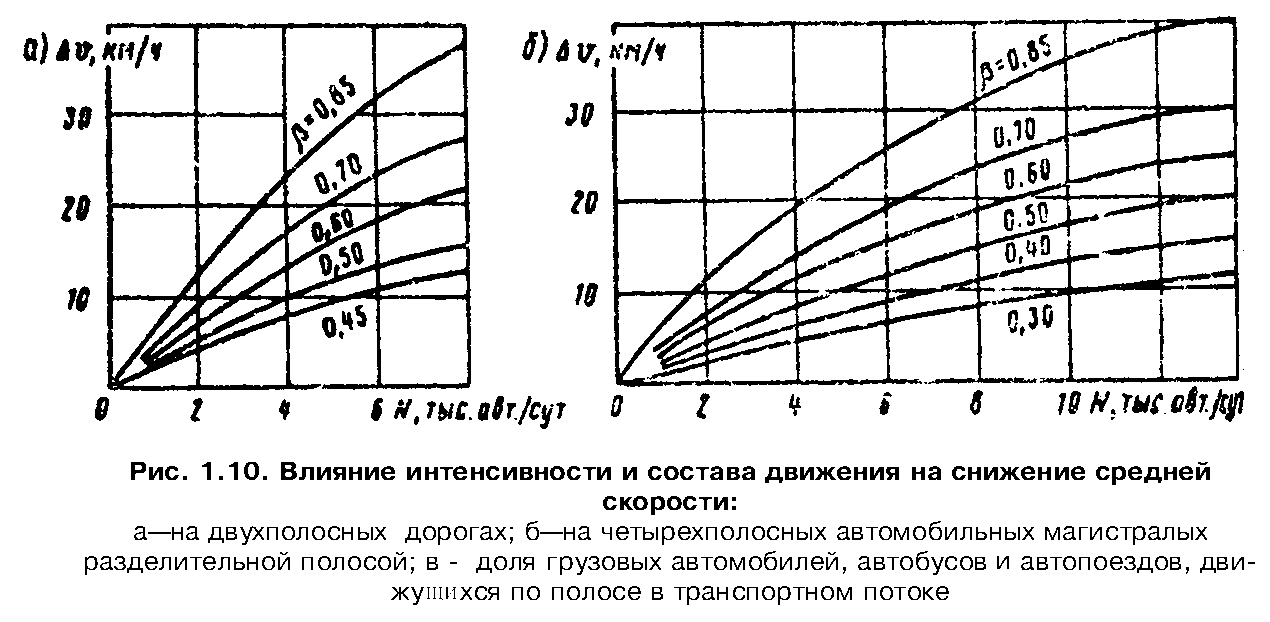 а) Δ υ, км/ч
30
20
10
0 2 4 6 N, тыс. авт./сут
β=0,85
0,70
0,60
0,50
0,45
б) Δ υ, км/ч
30
20
10
0 2 4 6 8 10 N, тыс. авт./сут
β=0,85
0,70
0.60
0.50
0,40
0,30
Рис. 1.10. Влияние интенсивности и состава движения на снижение средней
скорости:
а—на двухполосных дорогах; б—на четырехполосных автомобильных магистралых
разделительной полосой; в - доля грузовых автомобилей, автобусов и автопоездов, дви-
жущихся по полосе в транспортном потоке